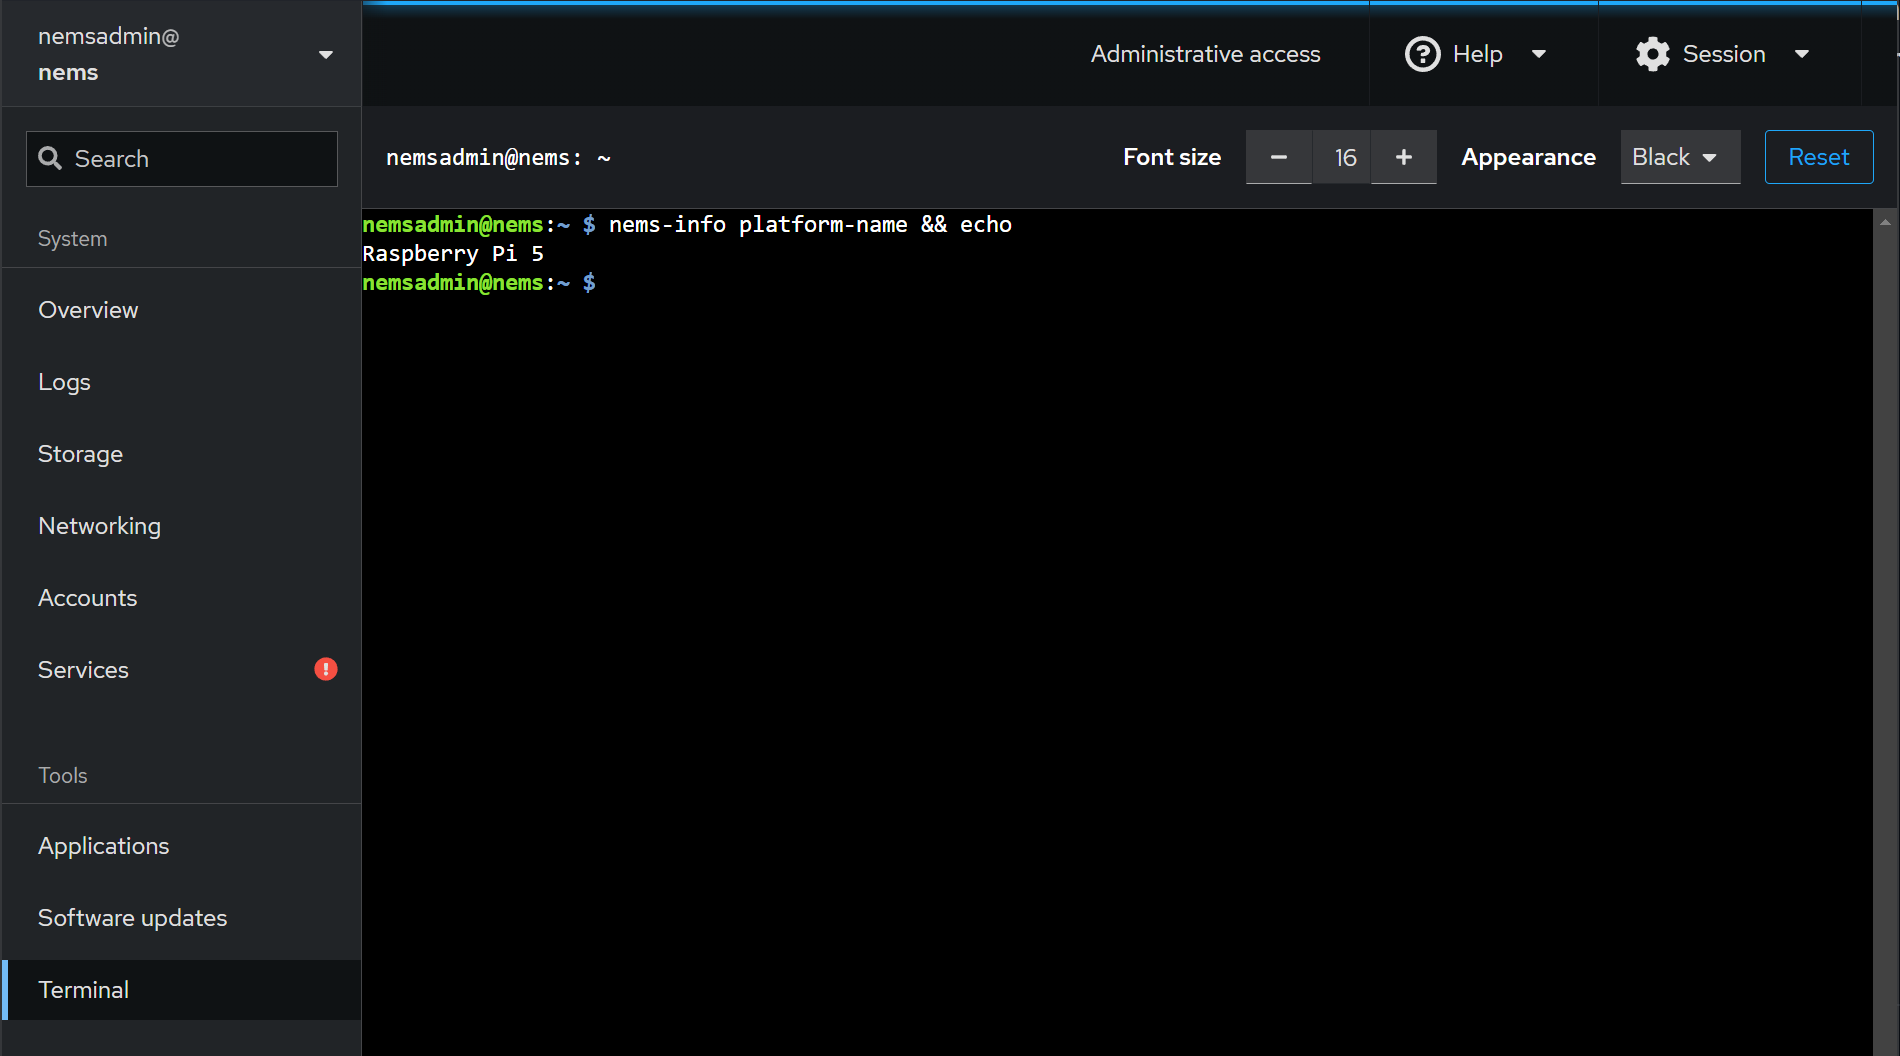 nemsadmin@
nems
Administrative access
Help
Session
Search
nemsadmin@nems: ~
Font size
16
Appearance
Black
Reset
System
Overview
Logs
Storage
Networking
Accounts
Services
Tools
Applications
Software updates
Terminal
nemsadmin@nems:~ $ nems-info platform-name && echo
Raspberry Pi 5
nemsadmin@nems:~ $